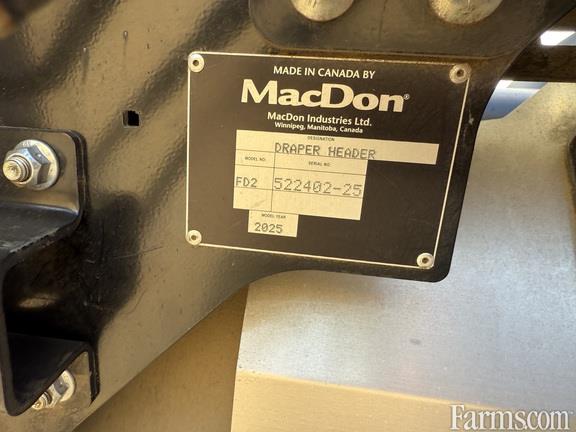 MADE IN CANADA BY
MacDon®
MacDon Industries Ltd.
Winnipeg, Manitoba, Canada
DESIGNATION
DRAPER HEADER
MODEL NO. SERIAL NO.
FD2 522402-25
MODEL YEAR
2025
Farms.com™